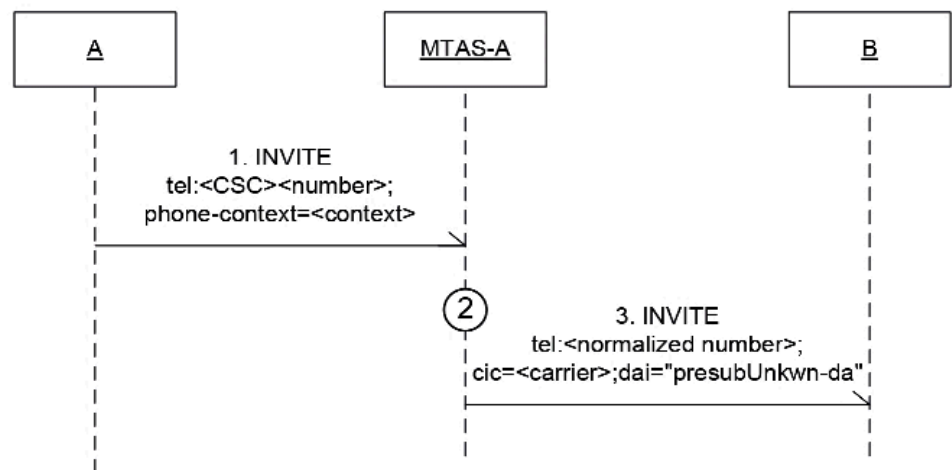 A
MTAS-A
B
1. INVITE
tel:<CSC><number>;
phone-context=<context>
2
3. INVITE
tel:<normalized number>;
cic=<carrier>;dai="presubUnkwn-da"